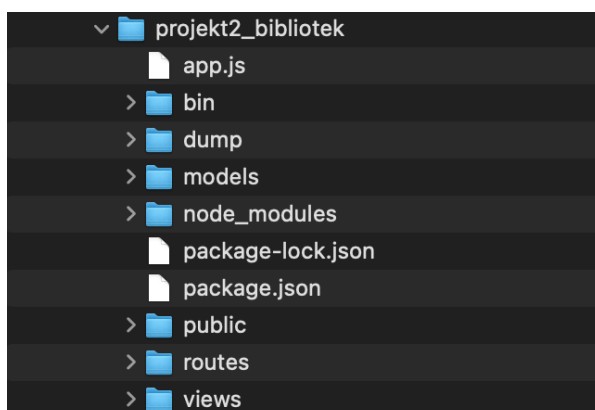 projekt2_bibliotek
app.js
bin
dump
models
node_modules
package-lock.json
package.json
public
routes
views